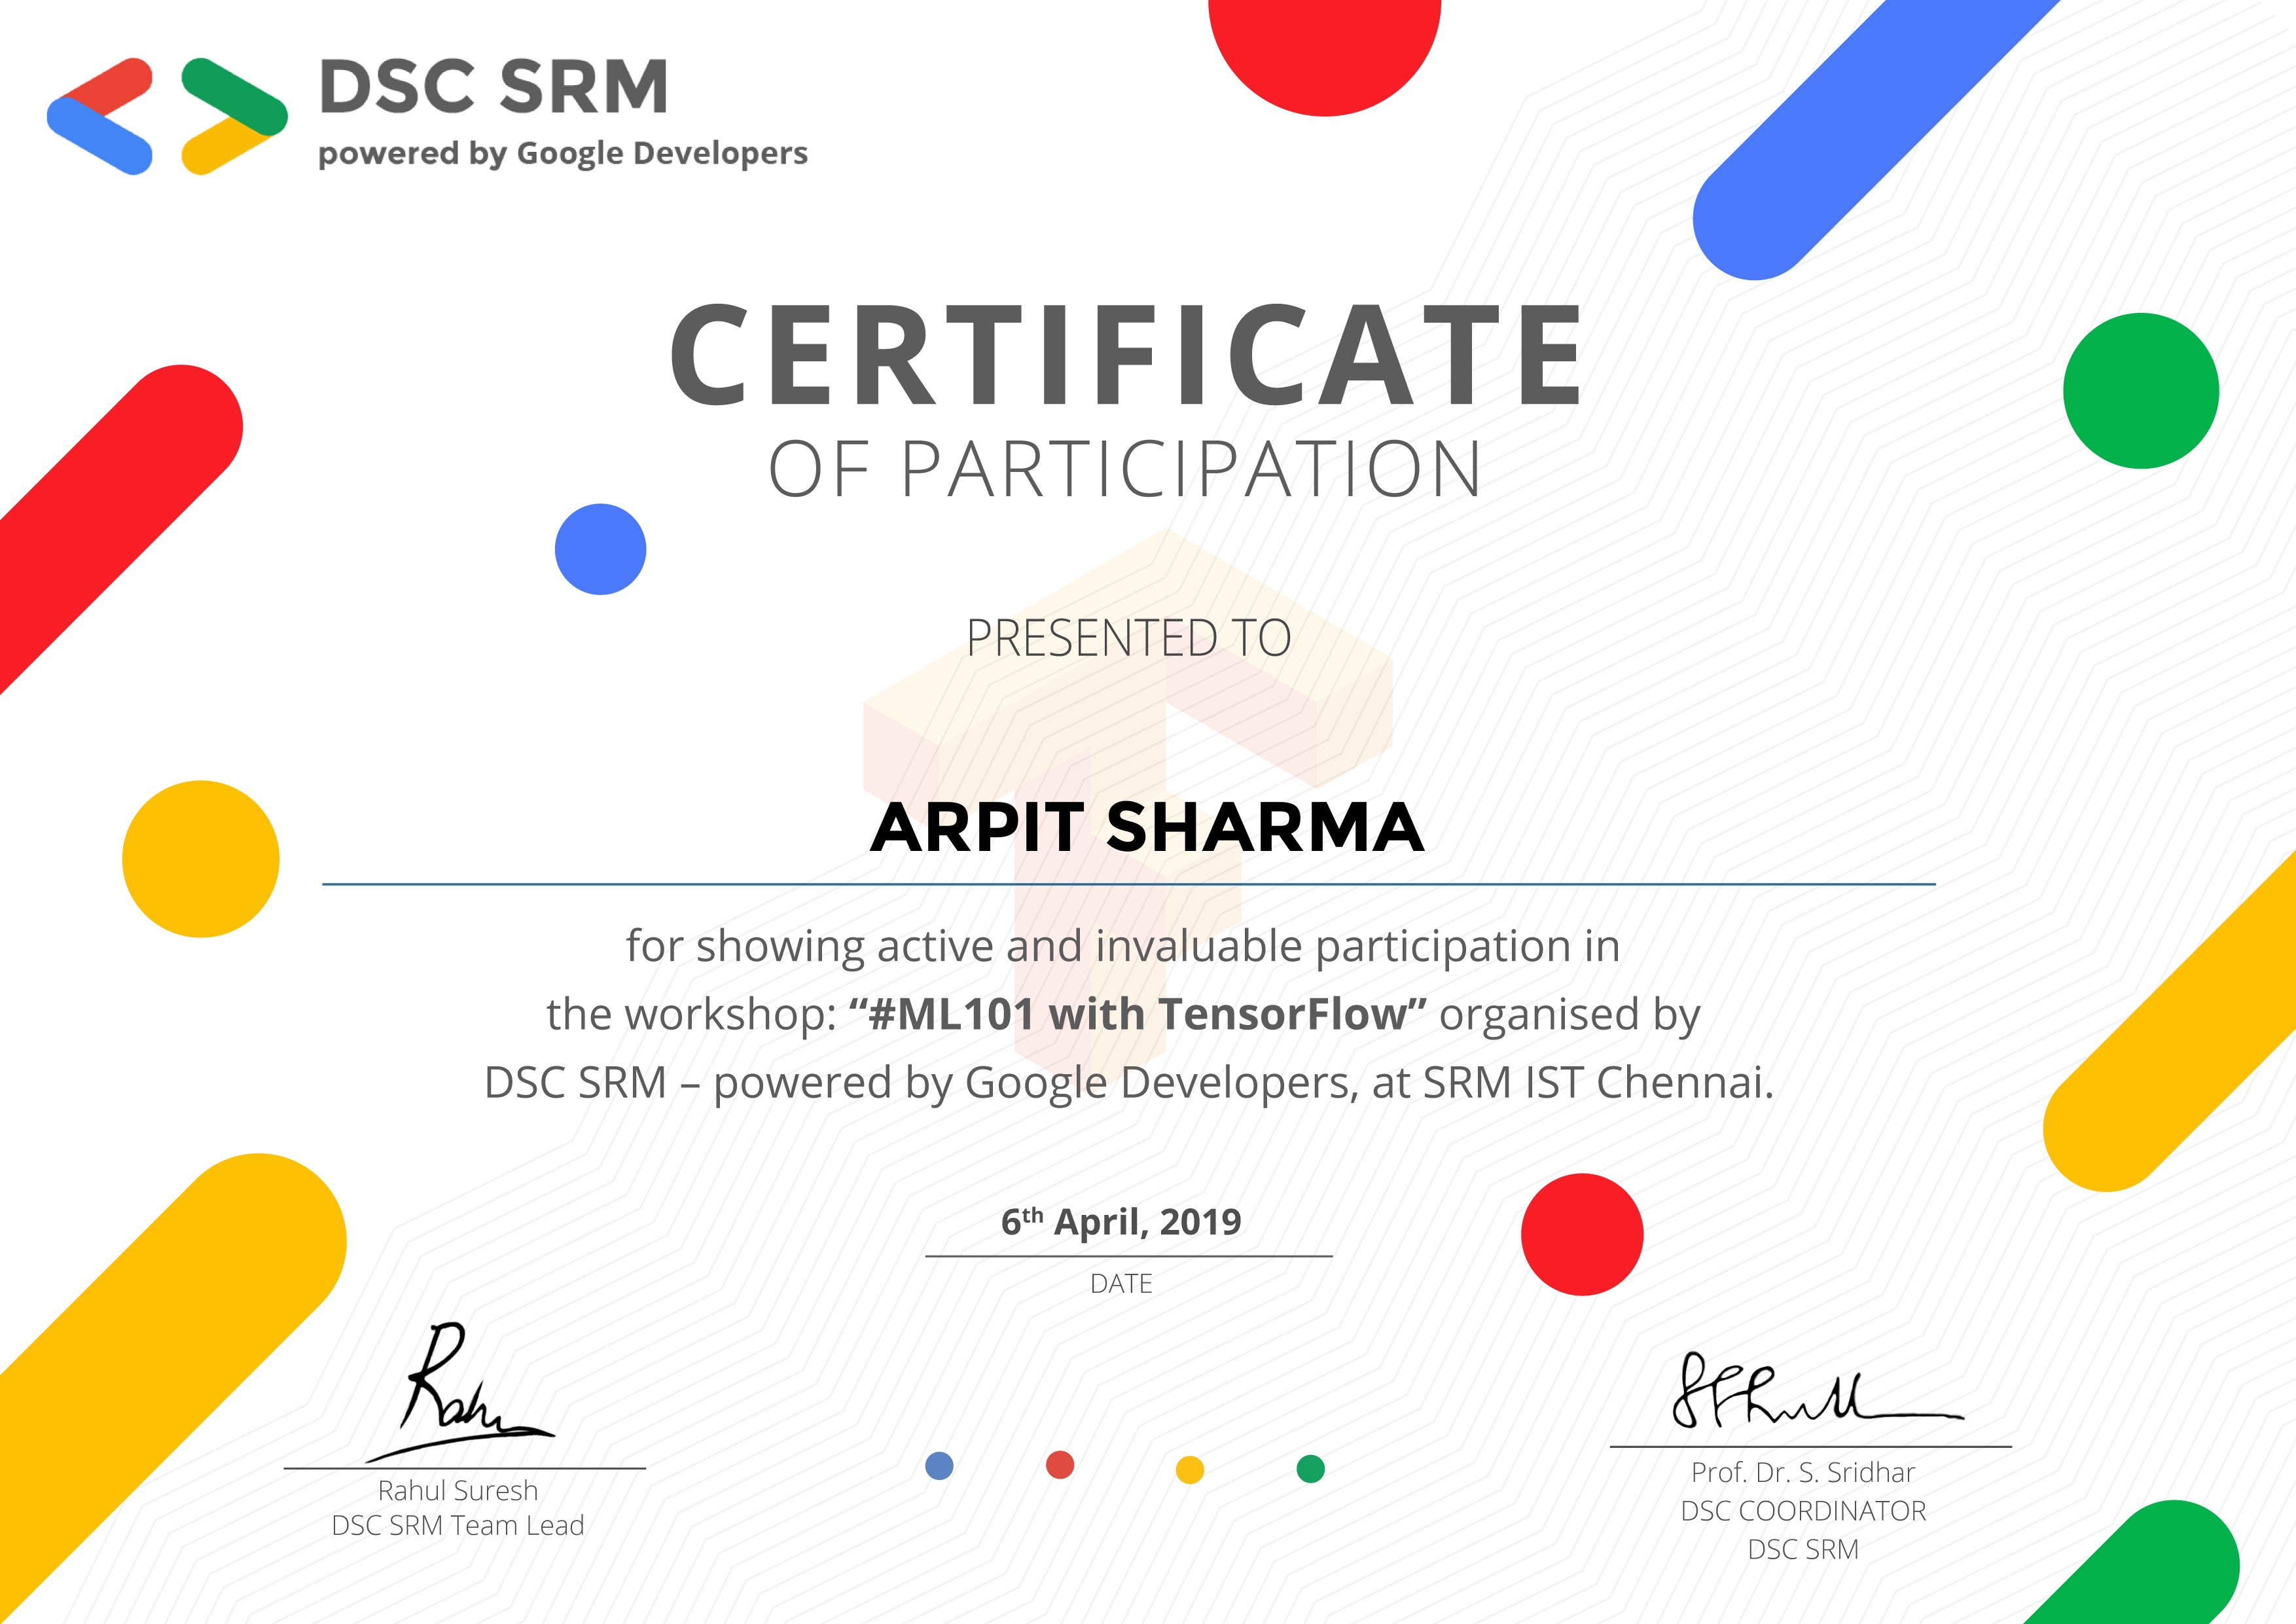 DSC SRM
powered by Google Developers
CERTIFICATE
OF PARTICIPATION
PRESENTED TO
ARPIT SHARMA
for showing active and invaluable participation in
the workshop: “#ML101 with TensorFlow” organised by
DSC SRM – powered by Google Developers, at SRM IST Chennai.
6th April, 2019
DATE
Rahul Suresh
DSC SRM Team Lead
Prof. Dr. S. Sridhar
DSC COORDINATOR
DSC SRM